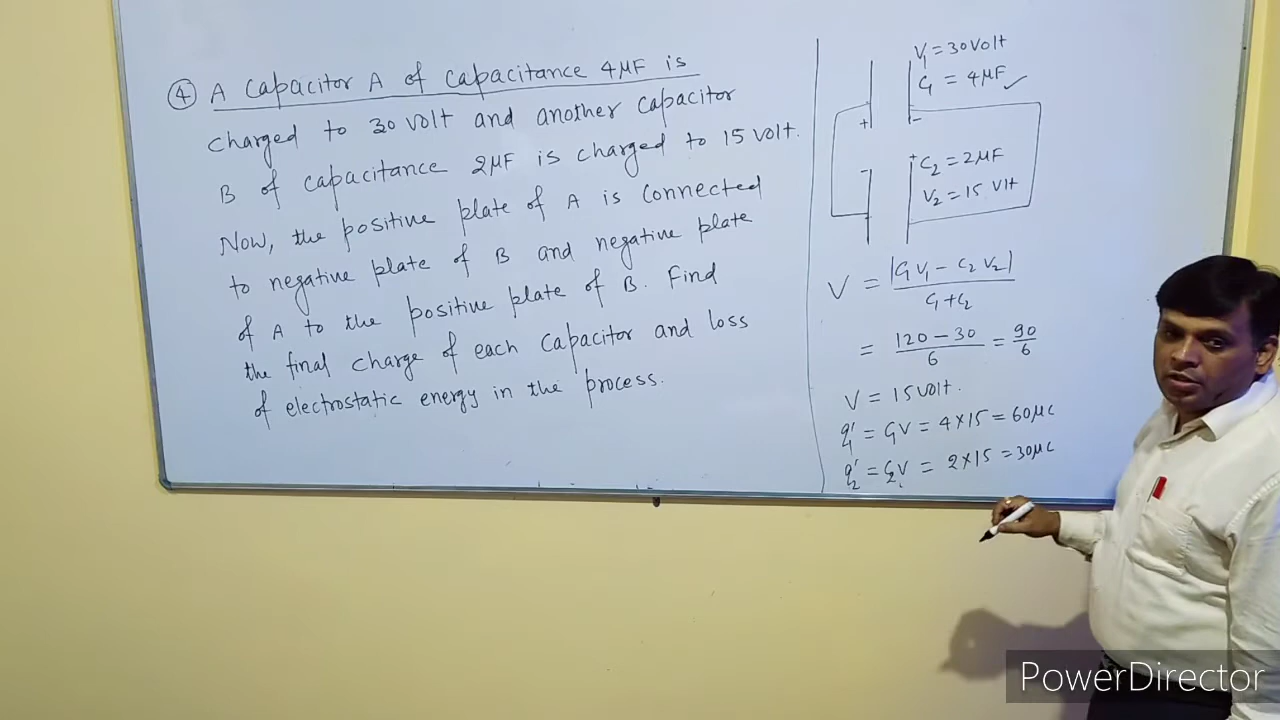 ④ A Capacitor A of Capacitance 4μF is
charged to 30 volt and another capacitor
B of capacitance 2μF is charged to 15 volt.
Now, the positive plate of A is connected
to negative plate of B and negative plate
of A to the positive plate of B. Find
the final charge of each Capacitor and loss
of electrostatic energy in the process.
V₁ = 30Volt
C₁ = 4μF ✓
+ -
- +
C₂ = 2μF
V₂ = 15 Vlt
V = |C₁V₁ - C₂V₂| / C₁+C₂
= 120 - 30 / 6 = 90 / 6
V = 15 Volt.
q₁' = C₁V = 4 × 15 = 60μC
q₂' = C₂V = 2 × 15 = 30μC
PowerDirector